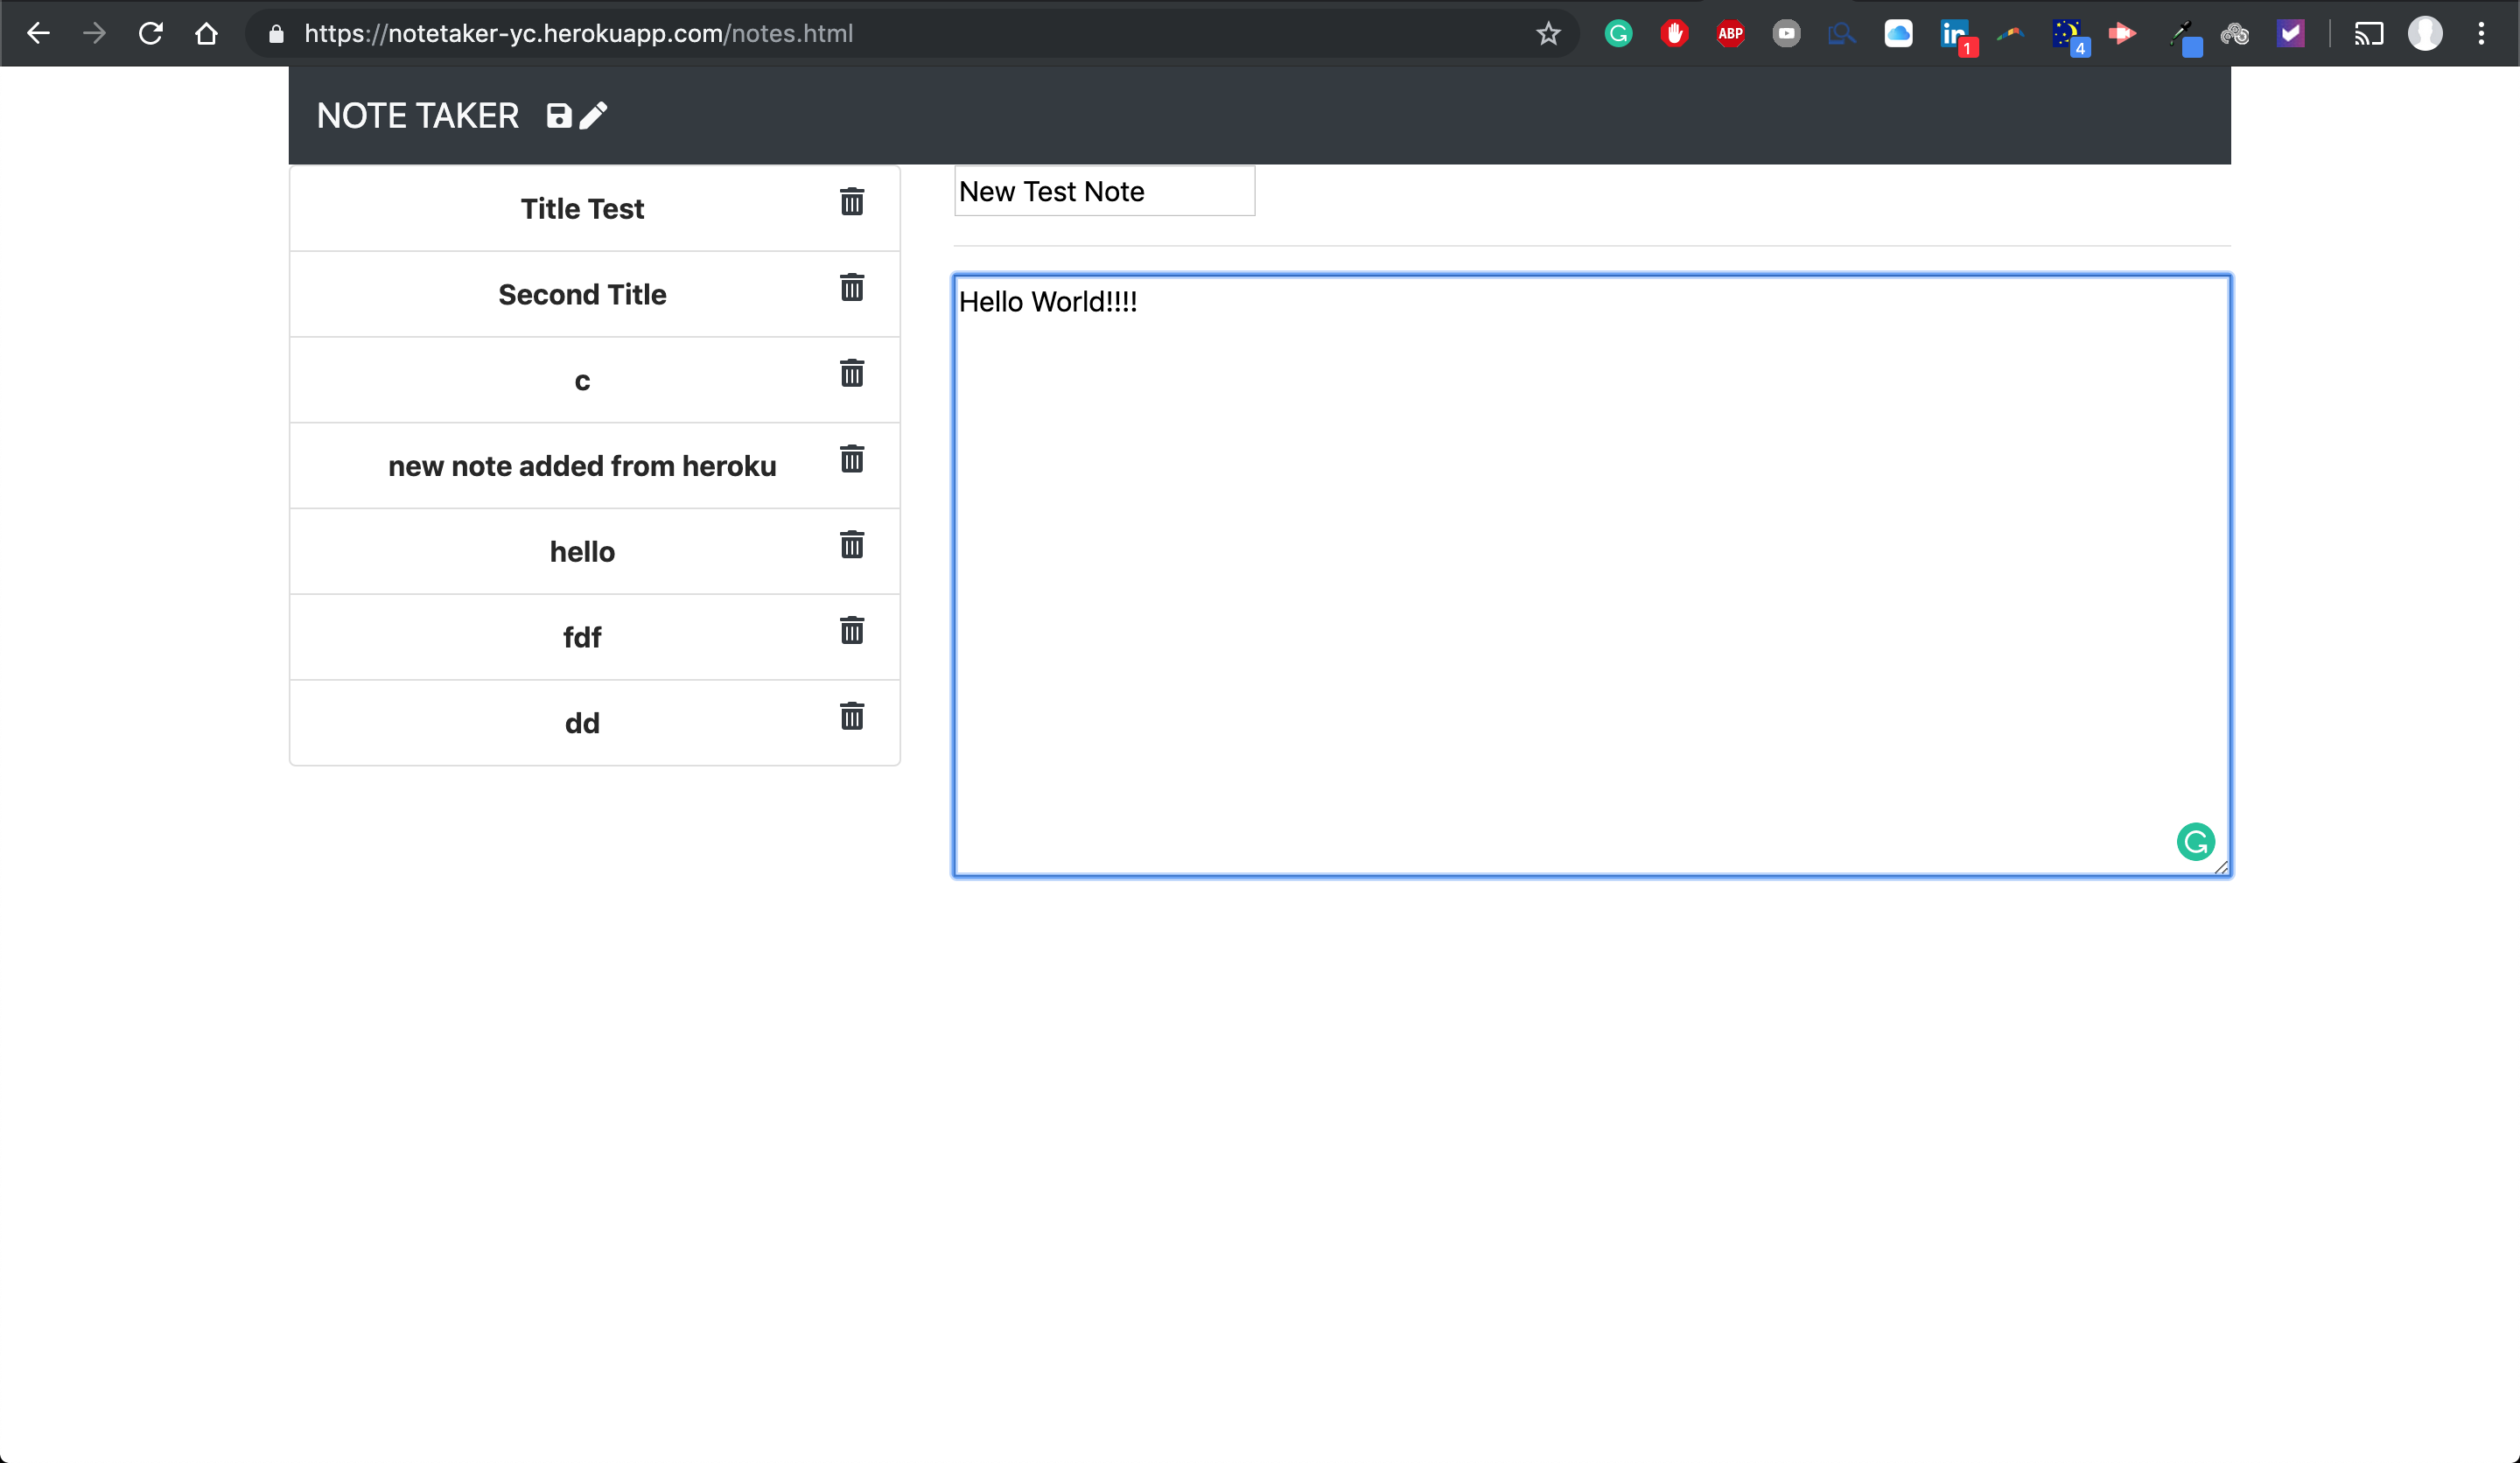 https://notetaker-yc.herokuapp.com/notes.html
ABP
in
1
4
NOTE TAKER
Title Test
New Test Note
Second Title
Hello World!!!!
c
new note added from heroku
hello
fdf
dd